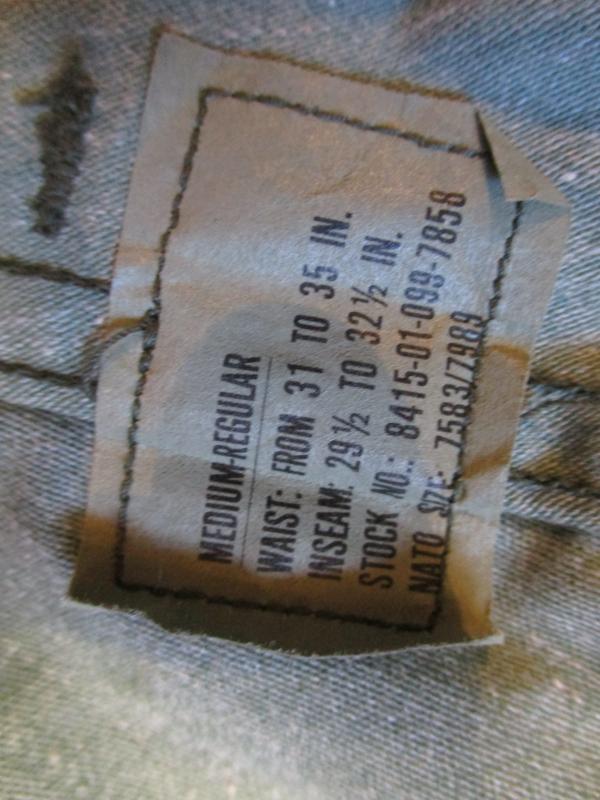 MEDIUM-REGULAR
WAIST: FROM 31 TO 35 IN.
INSEAM: 29½ TO 32½ IN.
STOCK NO.: 8415-01-099-7858
NATO SIZE: 7583/7989